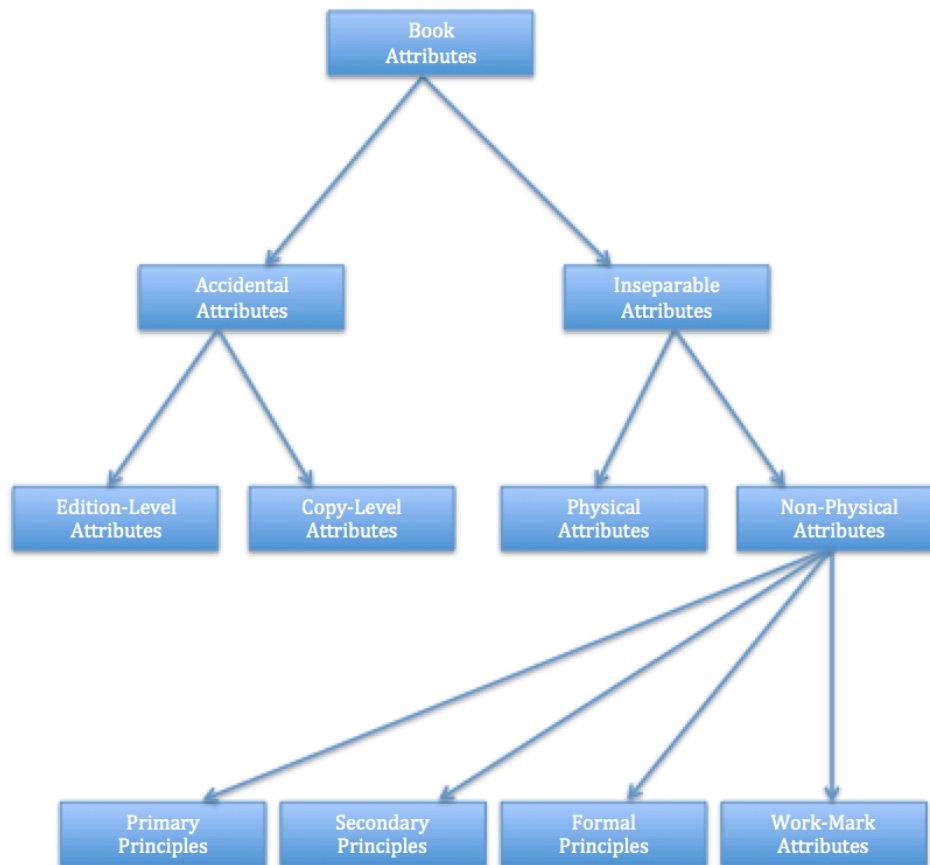 Book
Attributes
Accidental
Attributes
Inseparable
Attributes
Edition-Level
Attributes
Copy-Level
Attributes
Physical
Attributes
Non-Physical
Attributes
Primary
Principles
Secondary
Principles
Formal
Principles
Work-Mark
Attributes